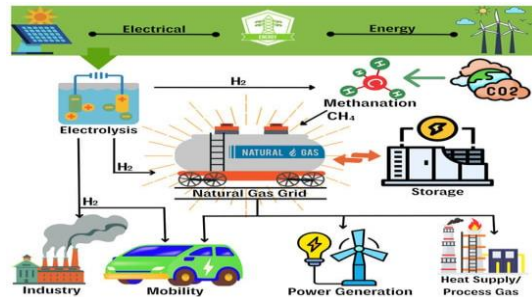 Electrical
ENERGY
Energy
H₂
Methanation
CO2
Electrolysis
CH₄
NATURAL GAS
H₂
Natural Gas Grid
Storage
H₂
Industry
Mobility
Power Generation
Heat Supply/
Process Gas